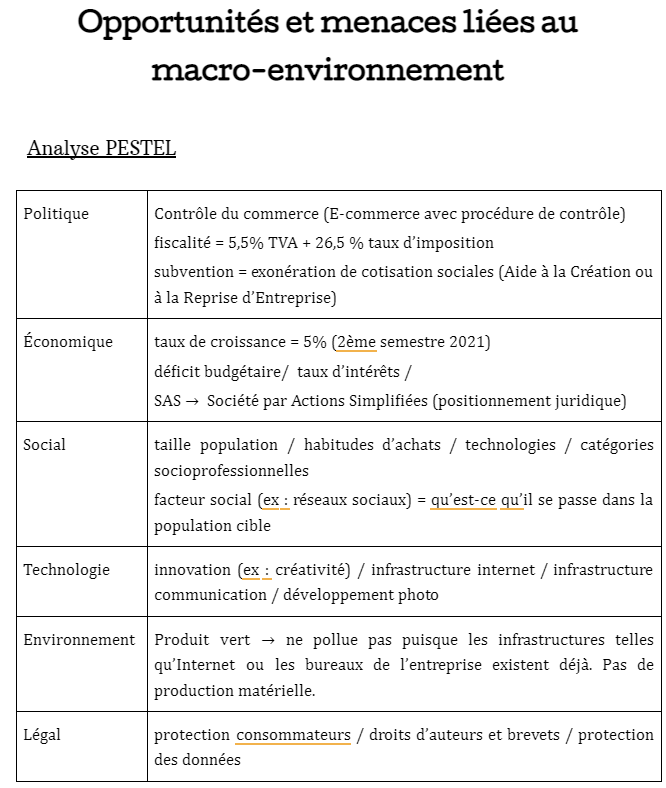 Opportunités et menaces liées au
macro-environnement
Analyse PESTEL
Politique
Contrôle du commerce (E-commerce avec procédure de contrôle)
fiscalité = 5,5% TVA + 26,5 % taux d'imposition
subvention = exonération de cotisation sociales (Aide à la Création ou
à la Reprise d'Entreprise)
Économique
taux de croissance = 5% (2ème semestre 2021)
déficit budgétaire/ taux d'intérêts /
SAS → Société par Actions Simplifiées (positionnement juridique)
Social
taille population / habitudes d'achats / technologies / catégories
socioprofessionnelles
facteur social (ex : réseaux sociaux) = qu'est-ce qu'il se passe dans la
population cible
Technologie
innovation (ex : créativité) / infrastructure internet / infrastructure
communication / développement photo
Environnement
Produit vert → ne pollue pas puisque les infrastructures telles
qu'Internet ou les bureaux de l'entreprise existent déjà. Pas de
production matérielle.
Légal
protection consommateurs / droits d'auteurs et brevets / protection
des données